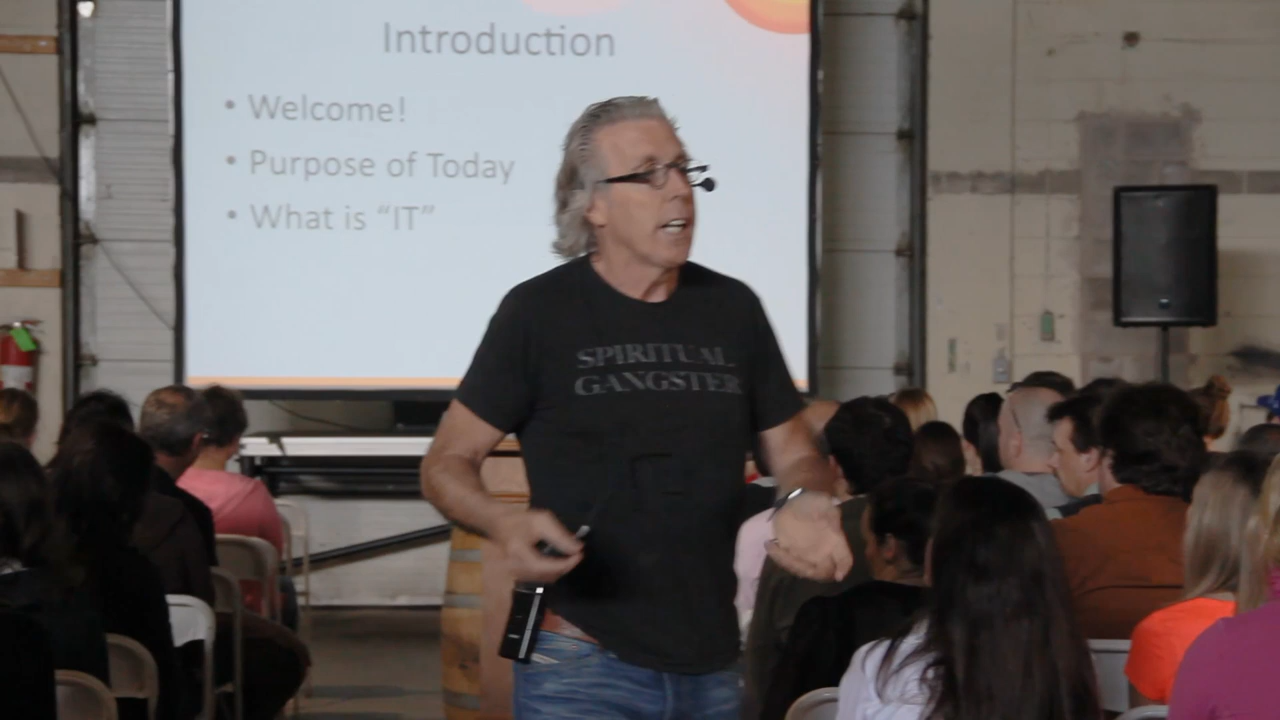 Introduction
• Welcome!
• Purpose of Today
• What is “IT”
SPIRITUAL
GANGSTER